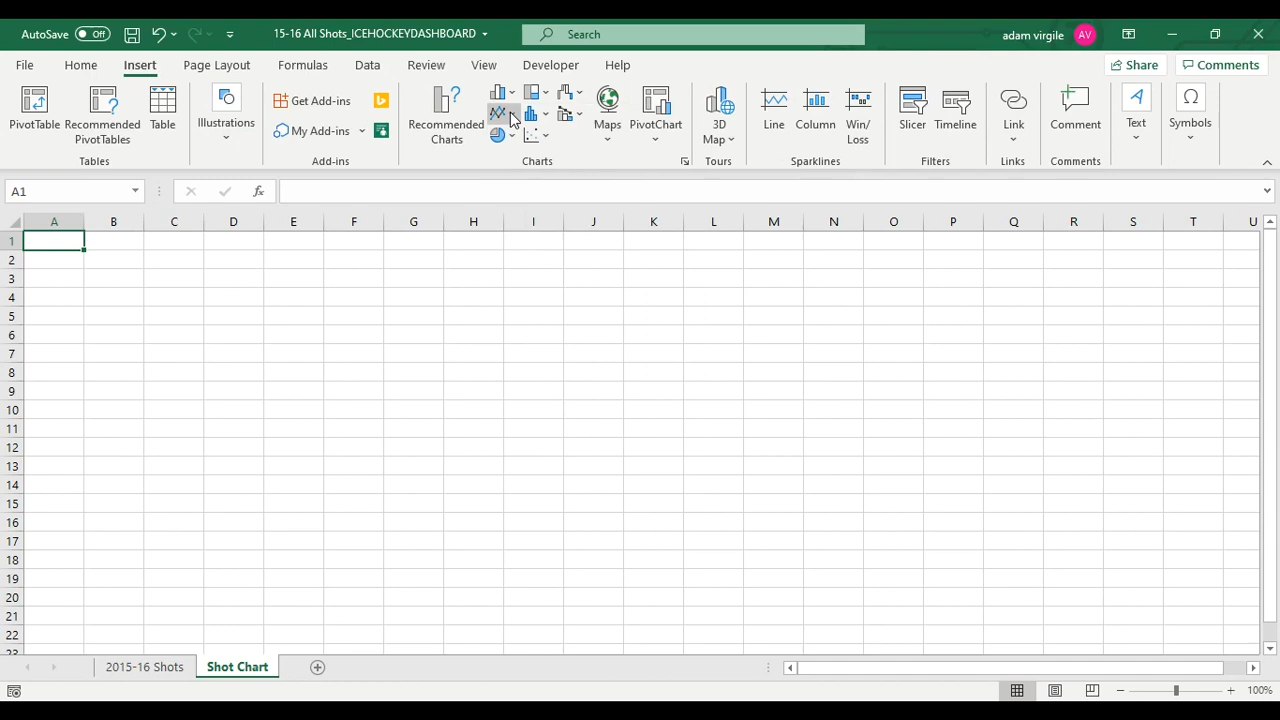 AutoSave Off 15-16 All Shots_ICEHOCKEYDASHBOARD Search adam virgile AV
File Home Insert Page Layout Formulas Data Review View Developer Help Share Comments
PivotTable
Recommended
PivotTables
Table
Tables
Illustrations
Get Add-ins
My Add-ins
Add-ins
Recommended
Charts
Maps
PivotChart
Charts
3D
Map
Tours
Line
Column
Win/
Loss
Sparklines
Slicer
Timeline
Filters
Link
Links
Comment
Comments
A
Text
Ω
Symbols
A1 fx
A B C D E F G H I J K L M N O P Q R S T U
1
2
3
4
5
6
7
8
9
10
11
12
13
14
15
16
17
18
19
20
21
22
23
2015-16 Shots Shot Chart
100%